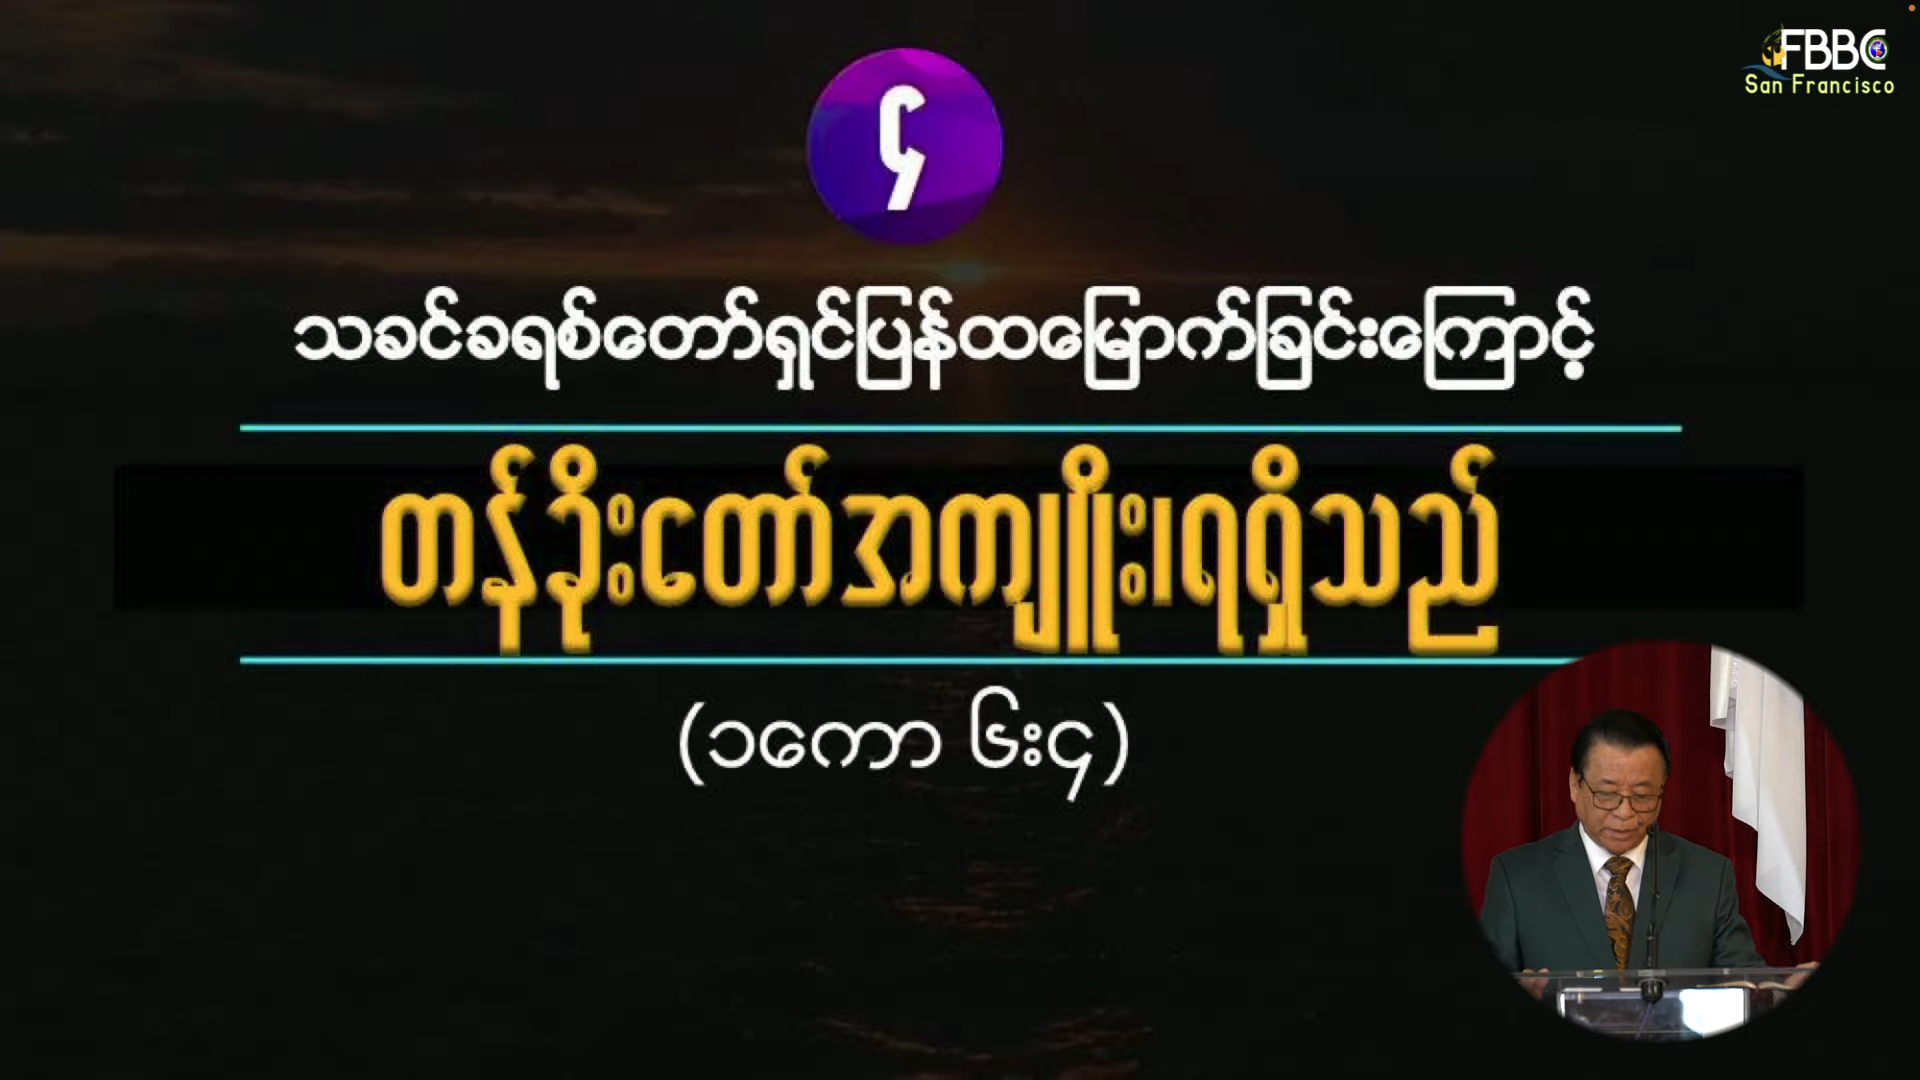 FBBC
San Francisco
၄
သခင်ခရစ်တော်ရှင်ပြန်ထမြောက်ခြင်းကြောင့်
တန်ခိုးတော်အကျိုး၊ရရှိသည်
(၁ကော ၆း၄)